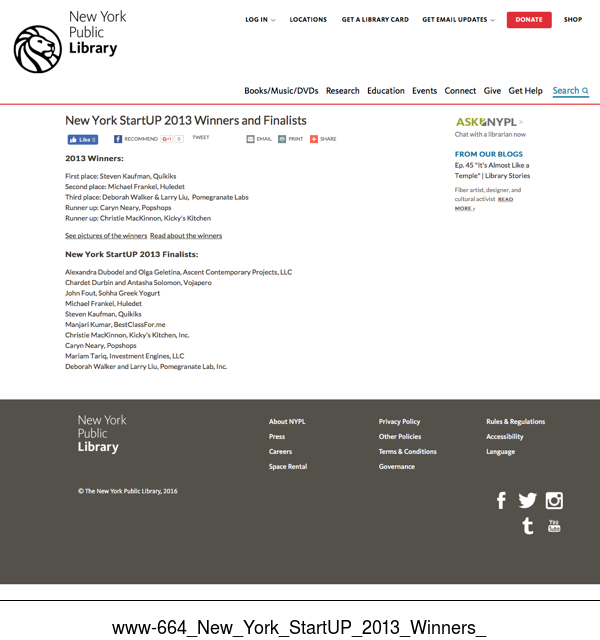 New York
Public
Library
LOG IN
LOCATIONS
GET A LIBRARY CARD
GET EMAIL UPDATES
DONATE
SHOP
Books/Music/DVDs Research Education Events Connect Give Get Help Search
New York StartUP 2013 Winners and Finalists
Like 0
RECOMMEND
G+1 0
TWEET
EMAIL
PRINT
SHARE
2013 Winners:
First place: Steven Kaufman, Quikiks
Second place: Michael Frankel, Huledet
Third place: Deborah Walker & Larry Liu, Pomegranate Labs
Runner up: Caryn Neary, Popshops
Runner up: Christie MacKinnon, Kicky's Kitchen
See pictures of the winners Read about the winners
New York StartUP 2013 Finalists:
Alexandra Dubodel and Olga Geletina, Ascent Contemporary Projects, LLC
Chardet Durbin and Antasha Solomon, Vojapero
John Fout, Sohha Greek Yogurt
Michael Frankel, Huledet
Steven Kaufman, Quikiks
Manjari Kumar, BestClassFor.me
Christie MacKinnon, Kicky's Kitchen, Inc.
Caryn Neary, Popshops
Mariam Tariq, Investment Engines, LLC
Deborah Walker and Larry Liu, Pomegranate Lab, Inc.
ASK NYPL >
Chat with a librarian now
FROM OUR BLOGS
Ep. 45 "It's Almost Like a
Temple" | Library Stories
Fiber artist, designer, and
cultural activist READ
MORE ›
New York
Public
Library
About NYPL
Press
Careers
Space Rental
Privacy Policy
Other Policies
Terms & Conditions
Governance
Rules & Regulations
Accessibility
Language
© The New York Public Library, 2016
You
Tube
www-664_New_York_StartUP_2013_Winners_